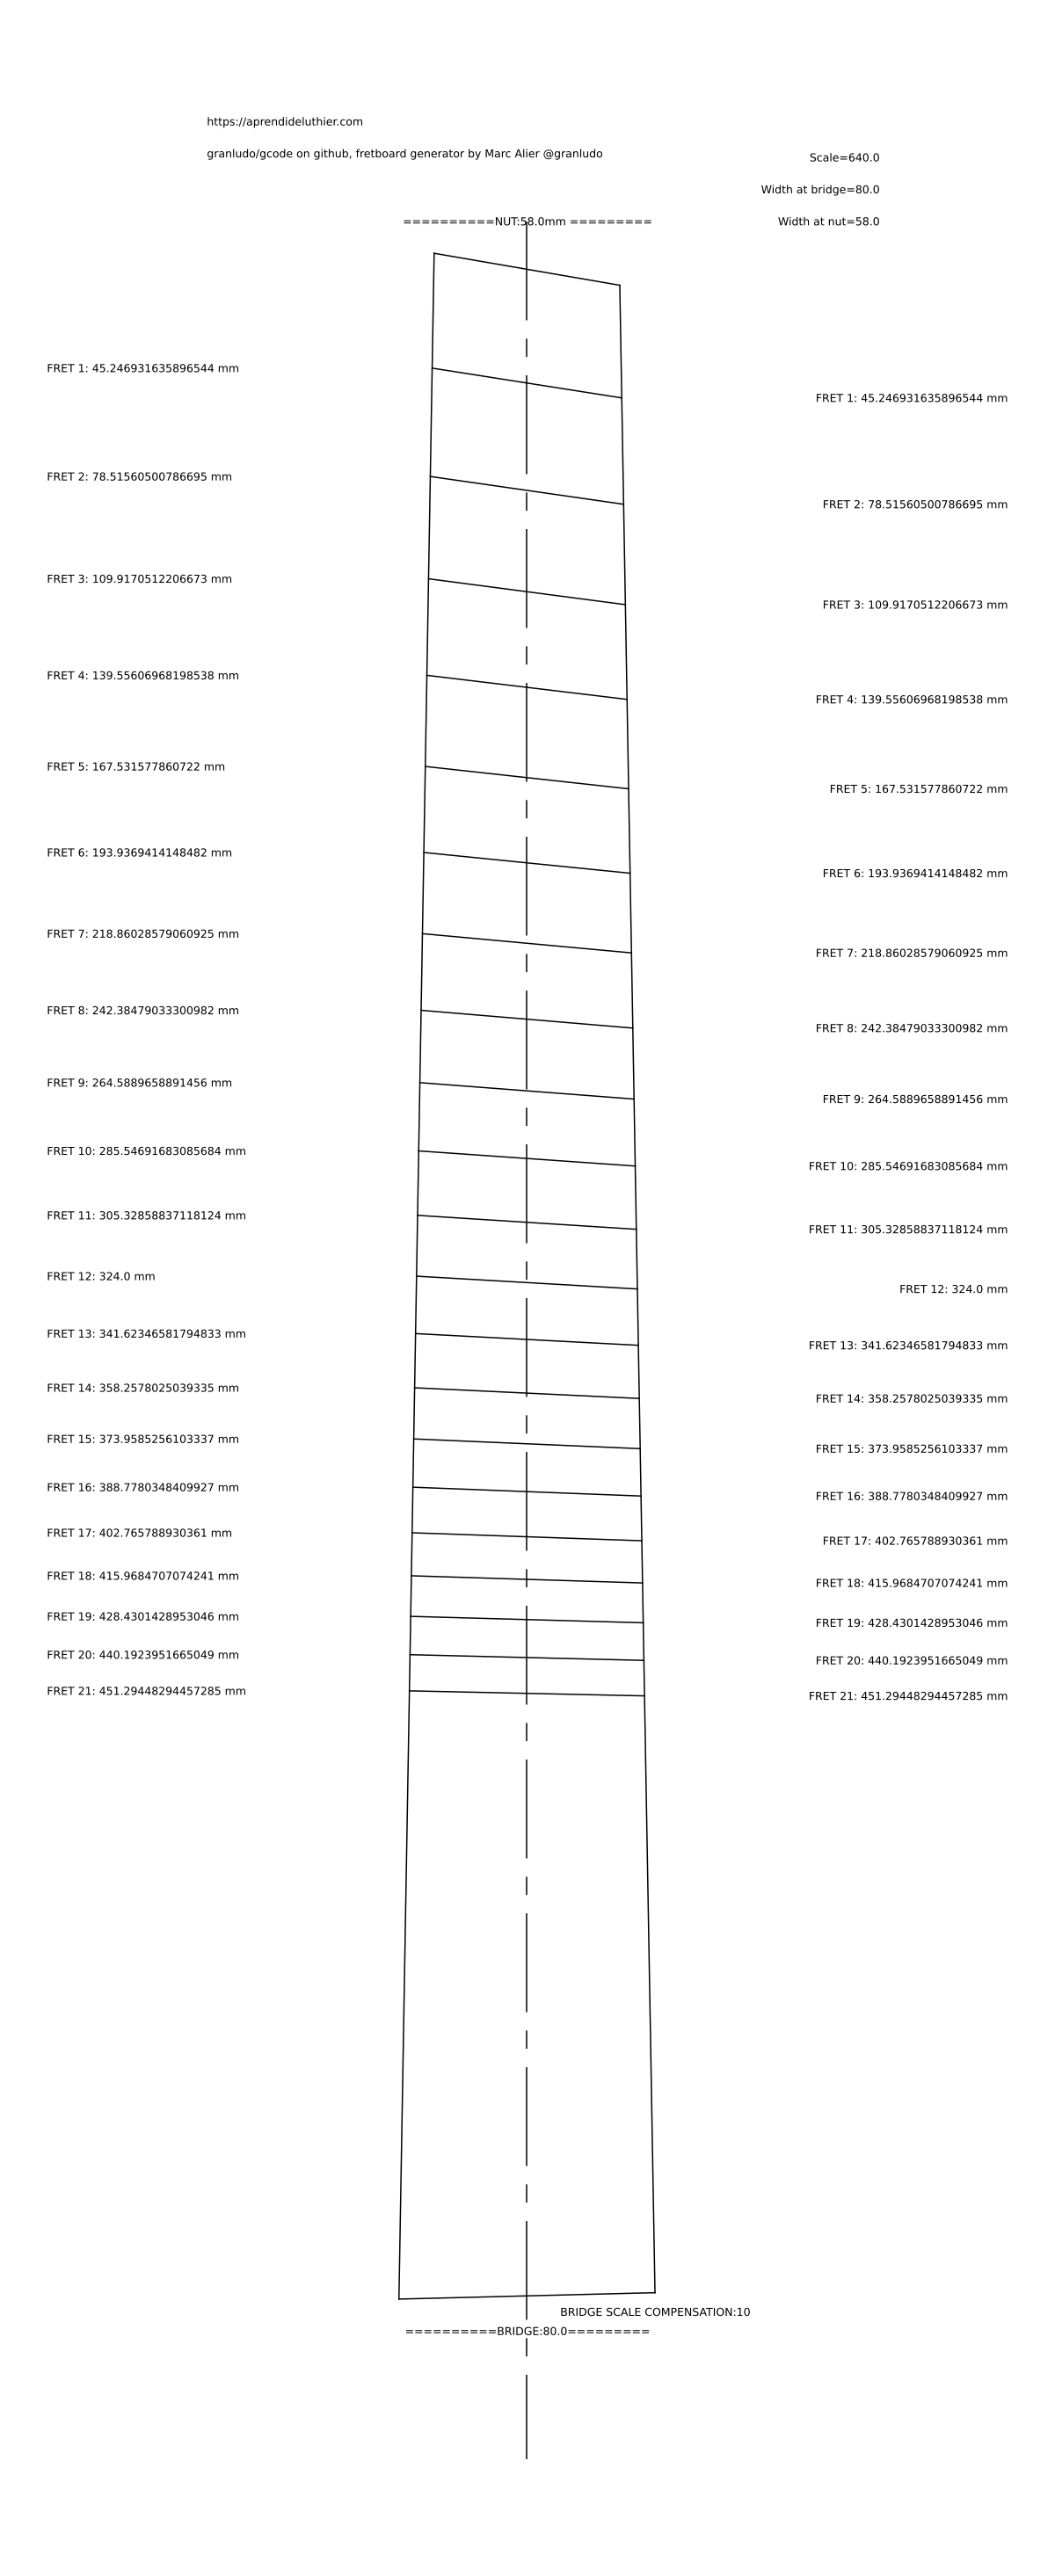 https://aprendideluthier.com
granludo/gcode on github, fretboard generator by Marc Alier @granludo
Scale=640.0
Width at bridge=80.0
==========NUT:58.0mm =========
Width at nut=58.0
FRET 1: 45.246931635896544 mm
FRET 1: 45.246931635896544 mm
FRET 2: 78.51560500786695 mm
FRET 2: 78.51560500786695 mm
FRET 3: 109.9170512206673 mm
FRET 3: 109.9170512206673 mm
FRET 4: 139.55606968198538 mm
FRET 4: 139.55606968198538 mm
FRET 5: 167.531577860722 mm
FRET 5: 167.531577860722 mm
FRET 6: 193.9369414148482 mm
FRET 6: 193.9369414148482 mm
FRET 7: 218.86028579060925 mm
FRET 7: 218.86028579060925 mm
FRET 8: 242.38479033300982 mm
FRET 8: 242.38479033300982 mm
FRET 9: 264.5889658891456 mm
FRET 9: 264.5889658891456 mm
FRET 10: 285.54691683085684 mm
FRET 10: 285.54691683085684 mm
FRET 11: 305.32858837118124 mm
FRET 11: 305.32858837118124 mm
FRET 12: 324.0 mm
FRET 12: 324.0 mm
FRET 13: 341.62346581794833 mm
FRET 13: 341.62346581794833 mm
FRET 14: 358.2578025039335 mm
FRET 14: 358.2578025039335 mm
FRET 15: 373.9585256103337 mm
FRET 15: 373.9585256103337 mm
FRET 16: 388.7780348409927 mm
FRET 16: 388.7780348409927 mm
FRET 17: 402.765788930361 mm
FRET 17: 402.765788930361 mm
FRET 18: 415.9684707074241 mm
FRET 18: 415.9684707074241 mm
FRET 19: 428.4301428953046 mm
FRET 19: 428.4301428953046 mm
FRET 20: 440.1923951665049 mm
FRET 20: 440.1923951665049 mm
FRET 21: 451.29448294457285 mm
FRET 21: 451.29448294457285 mm
BRIDGE SCALE COMPENSATION:10
==========BRIDGE:80.0=========